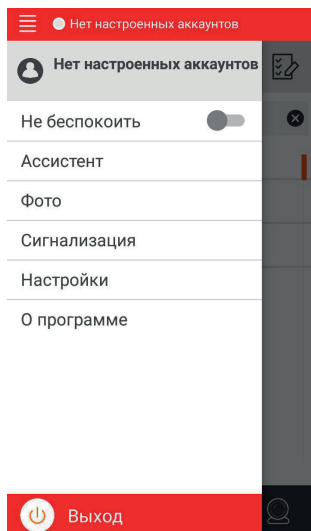 Нет настроенных аккаунтов
Нет настроенных аккаунтов
Не беспокоить
Ассистент
Фото
Сигнализация
Настройки
О программе
Выход